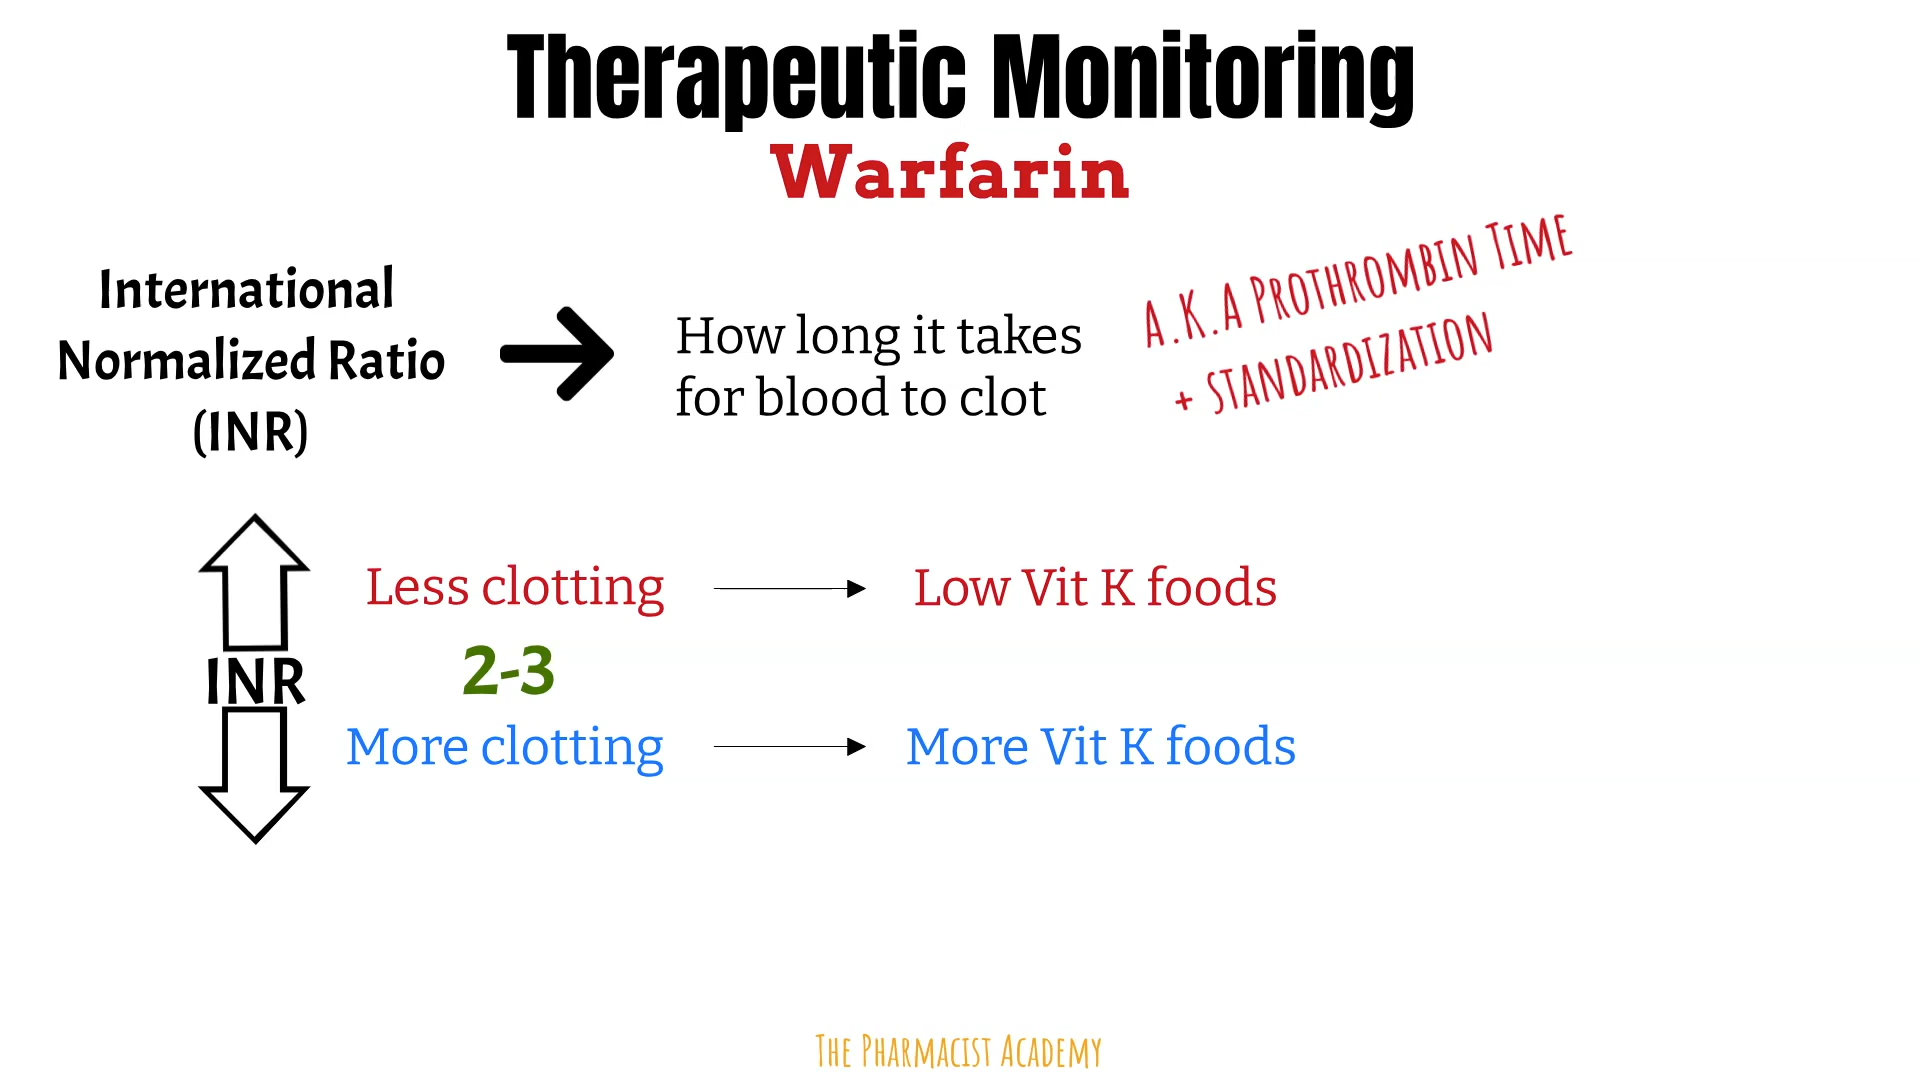 Therapeutic Monitoring
Warfarin
International
Normalized Ratio
(INR)
How long it takes
for blood to clot
A.K.A Prothrombin Time
+ standardization
Less clotting
Low Vit K foods
2-3
INR
More clotting
More Vit K foods
The Pharmacist Academy